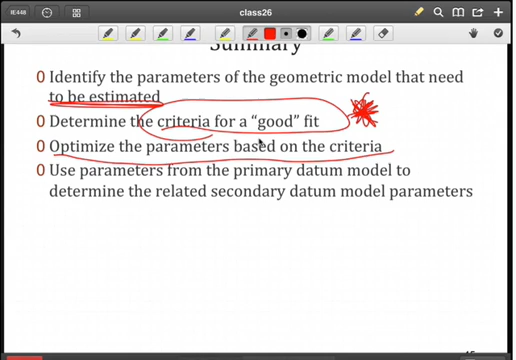 IE448
class26
Summary
Identify the parameters of the geometric model that need
to be estimated
Determine the criteria for a "good" fit
Optimize the parameters based on the criteria
Use parameters from the primary datum model to
determine the related secondary datum model parameters